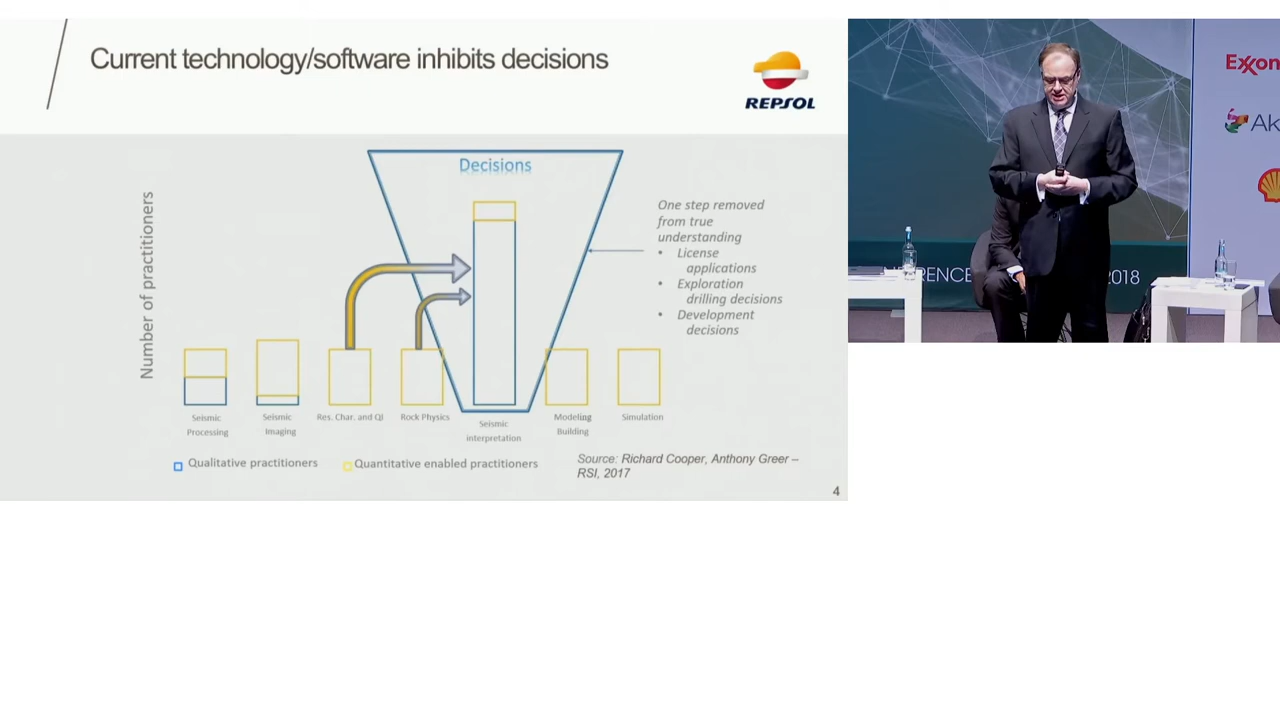 Current technology/software inhibits decisions
REPSOL
Number of practitioners
Decisions
One step removed
from true
understanding
• License
applications
• Exploration
drilling decisions
• Development
decisions
Seismic
Processing
Seismic
Imaging
Res. Char. and QI
Rock Physics
Seismic
interpretation
Modeling
Building
Simulation
Qualitative practitioners
Quantitative enabled practitioners
Source: Richard Cooper, Anthony Greer –
RSI, 2017
4
Exxon
Ak
NFERENCE
2018